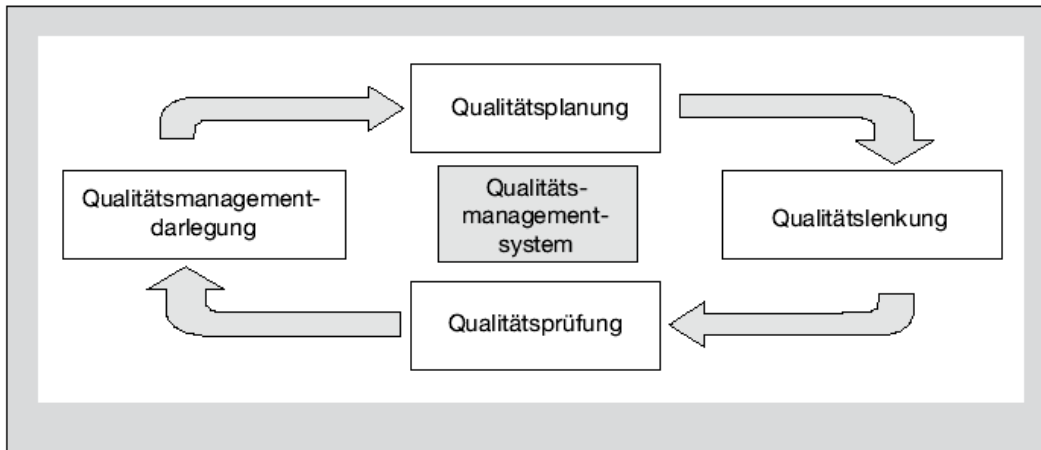 Qualitätsplanung
Qualitätsmanagement-
darlegung
Qualitäts-
management-
system
Qualitätslenkung
Qualitätsprüfung